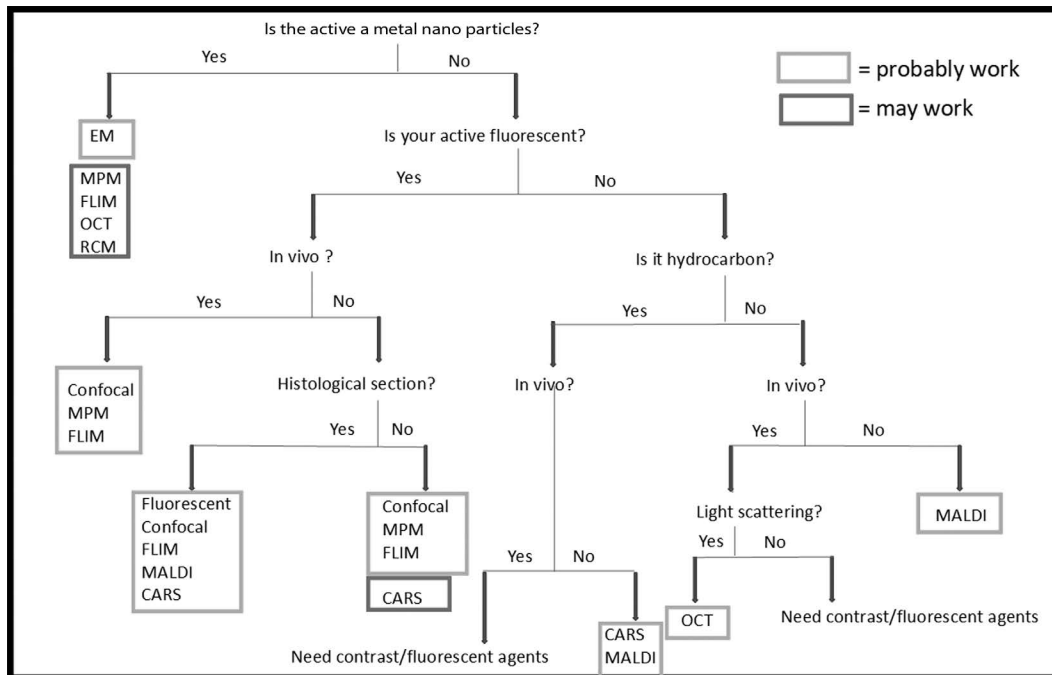 Is the active a metal nano particles?
Yes
No
= probably work
= may work
EM
MPM
FLIM
OCT
RCM
Is your active fluorescent?
Yes
No
In vivo ?
Is it hydrocarbon?
Yes
No
Yes
No
Confocal
MPM
FLIM
Histological section?
In vivo?
In vivo?
Yes
No
Yes
No
Fluorescent
Confocal
FLIM
MALDI
CARS
Confocal
MPM
FLIM
CARS
Light scattering?
MALDI
Yes
No
Yes
No
Need contrast/fluorescent agents
CARS
MALDI
OCT
Need contrast/fluorescent agents